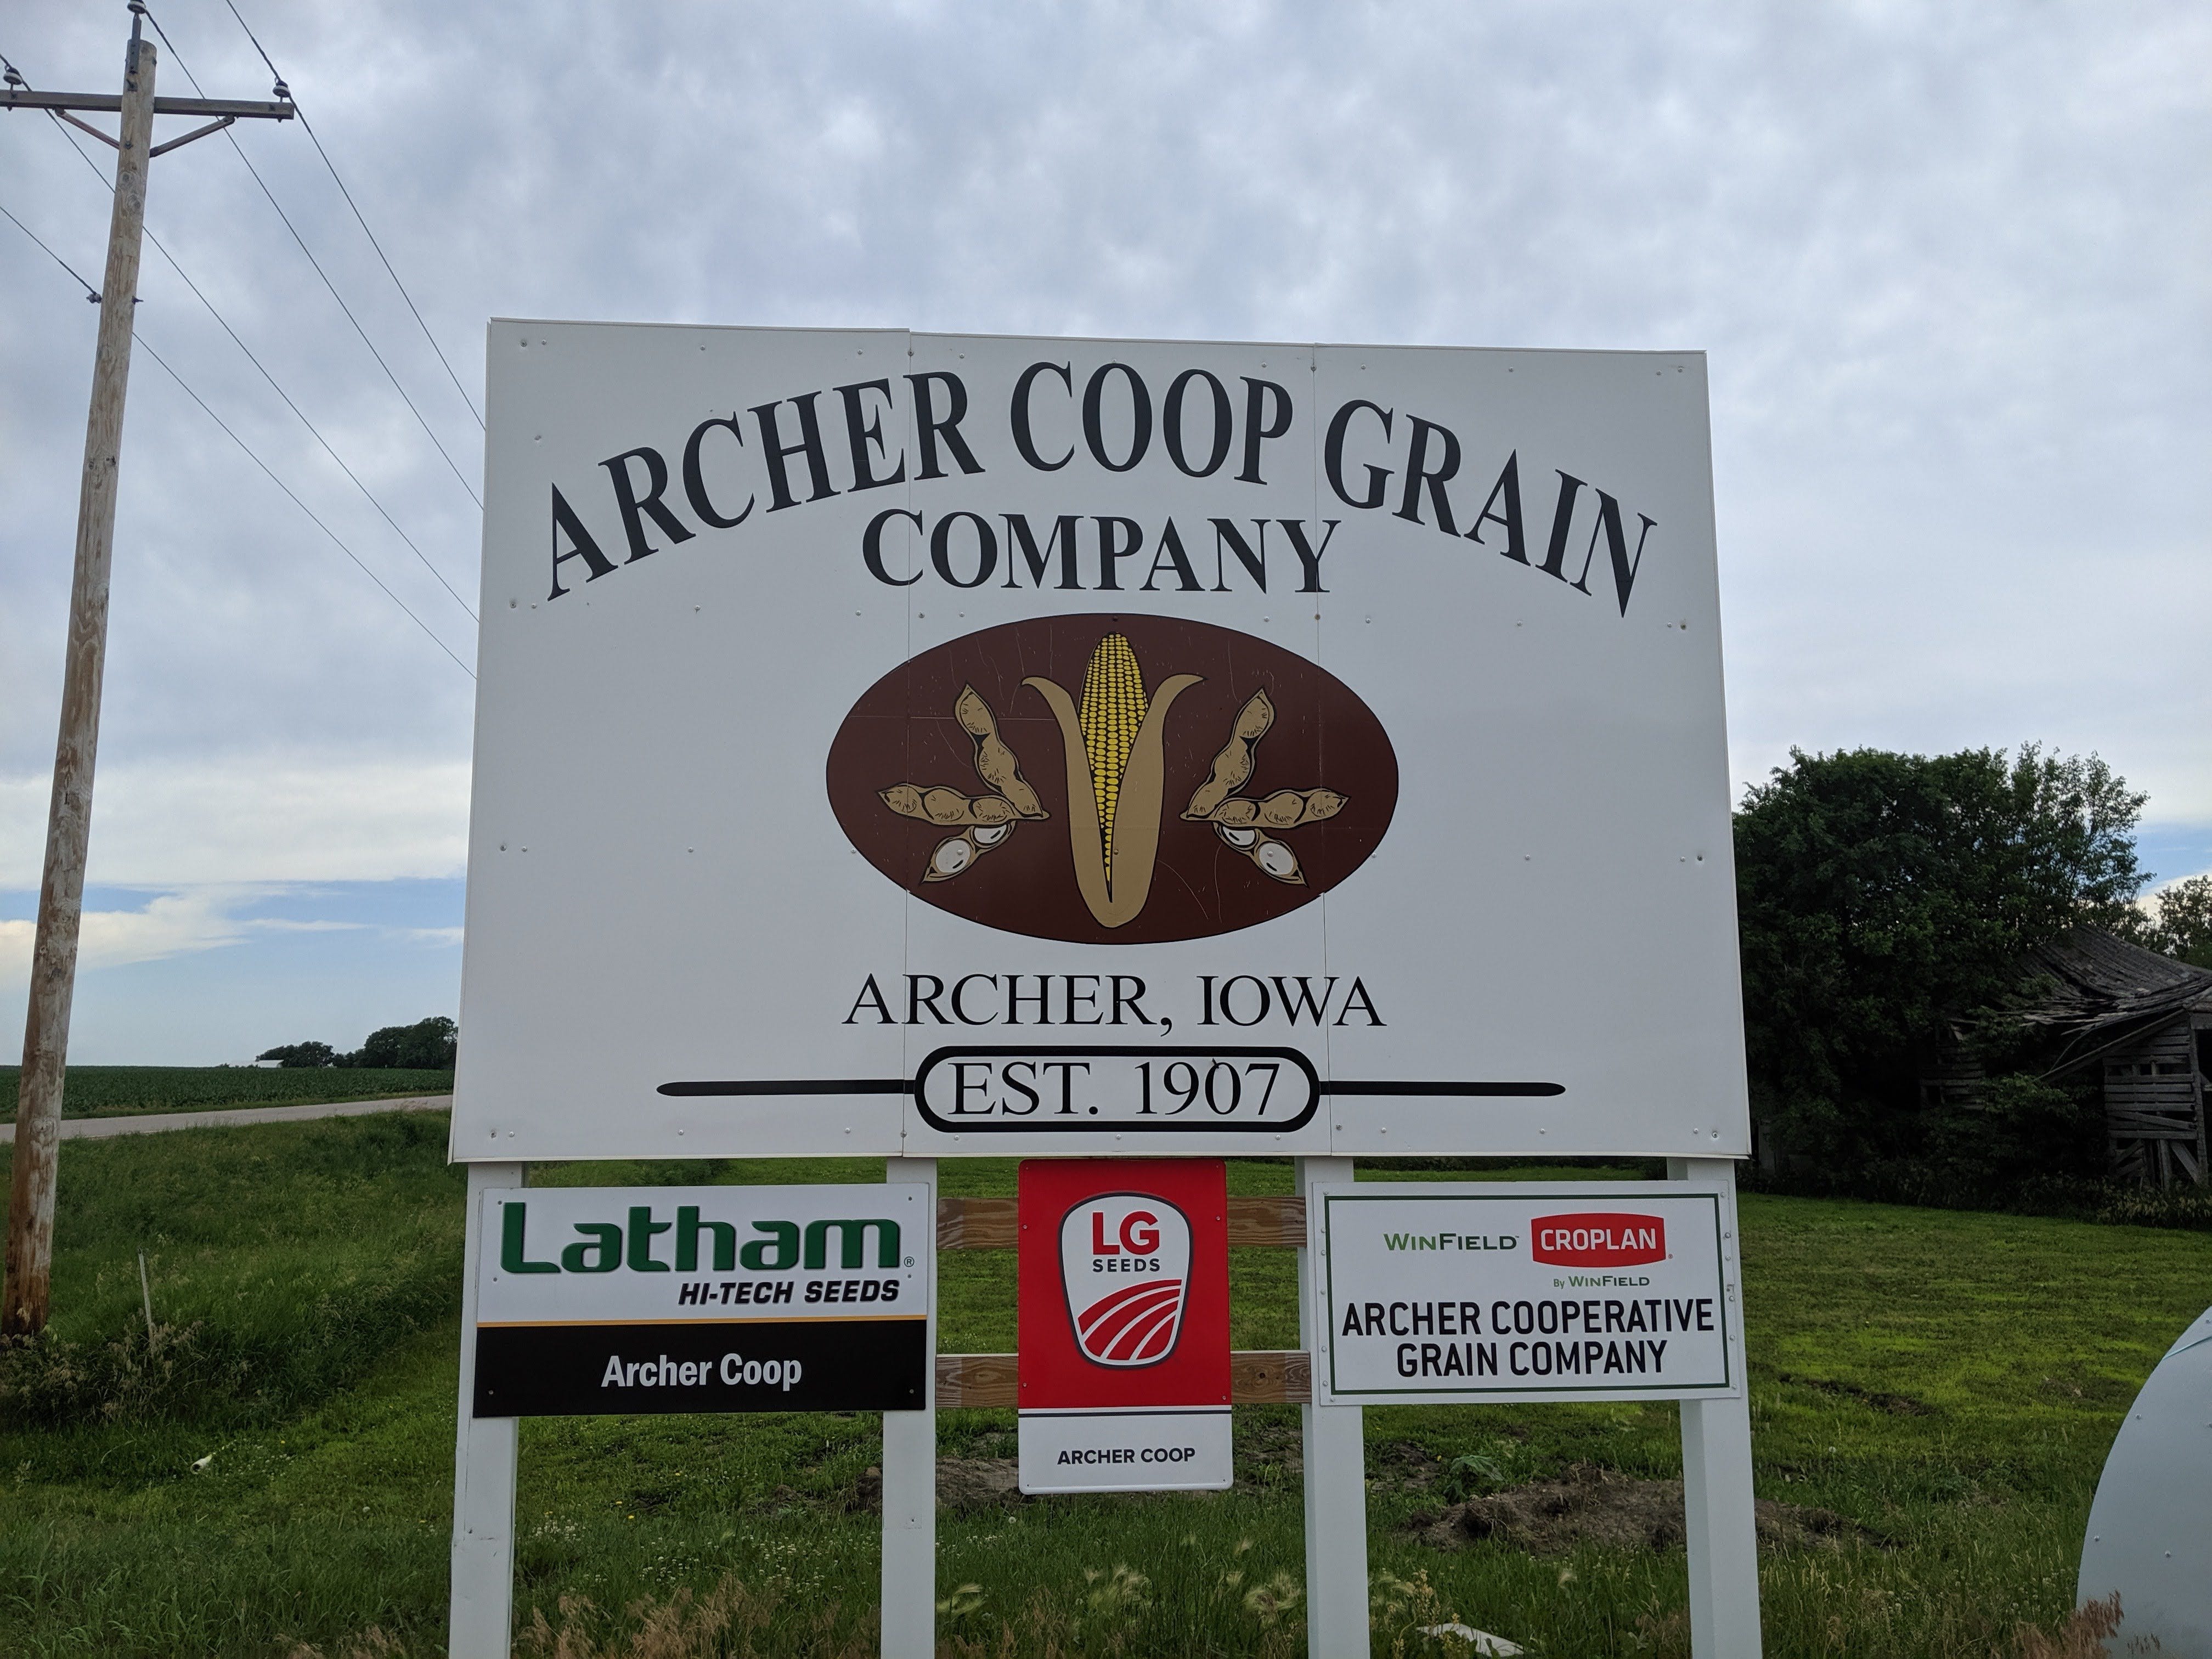 ARCHER COOP GRAIN
COMPANY
ARCHER, IOWA
EST. 1907
Latham®
HI-TECH SEEDS
Archer Coop
LG
SEEDS
ARCHER COOP
WINFIELD™ CROPLAN®
By WINFIELD
ARCHER COOPERATIVE
GRAIN COMPANY